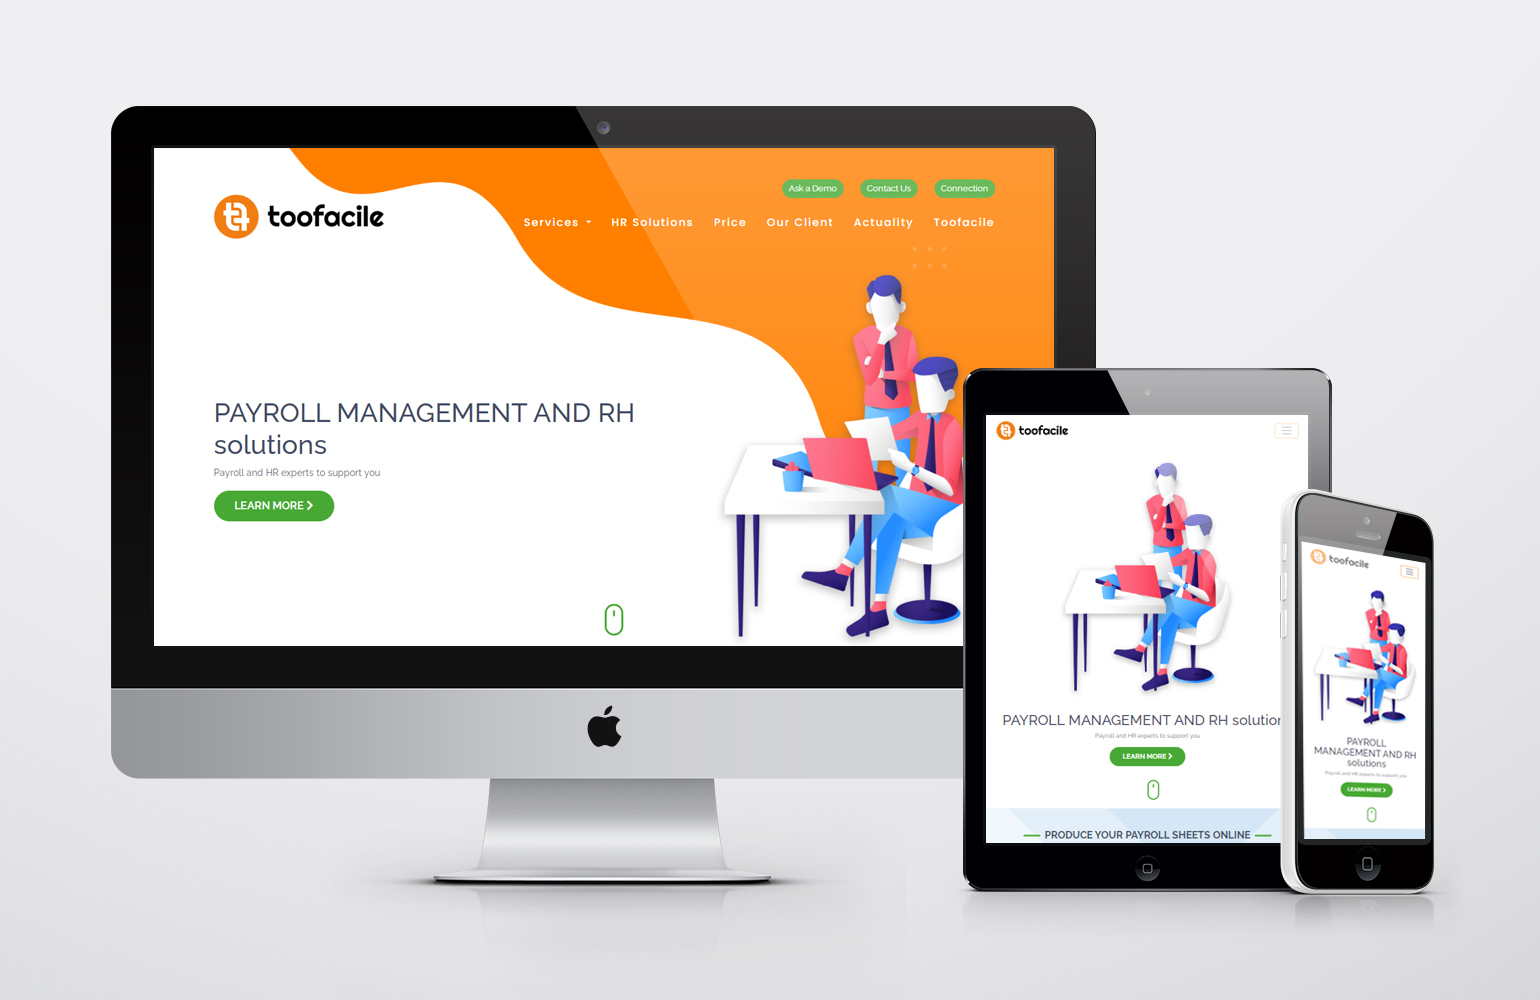 Ask a Demo Contact Us Connection
toofacile
Services HR Solutions Price Our Client Actuality Toofacile
PAYROLL MANAGEMENT AND RH
solutions
Payroll and HR experts to support you
LEARN MORE
toofacile
PAYROLL MANAGEMENT AND RH solution
Payroll and HR experts to support you
LEARN MORE
PRODUCE YOUR PAYROLL SHEETS ONLINE
toofacile
PAYROLL
MANAGEMENT AND RH
solutions
Payroll and HR experts to support you
LEARN MORE